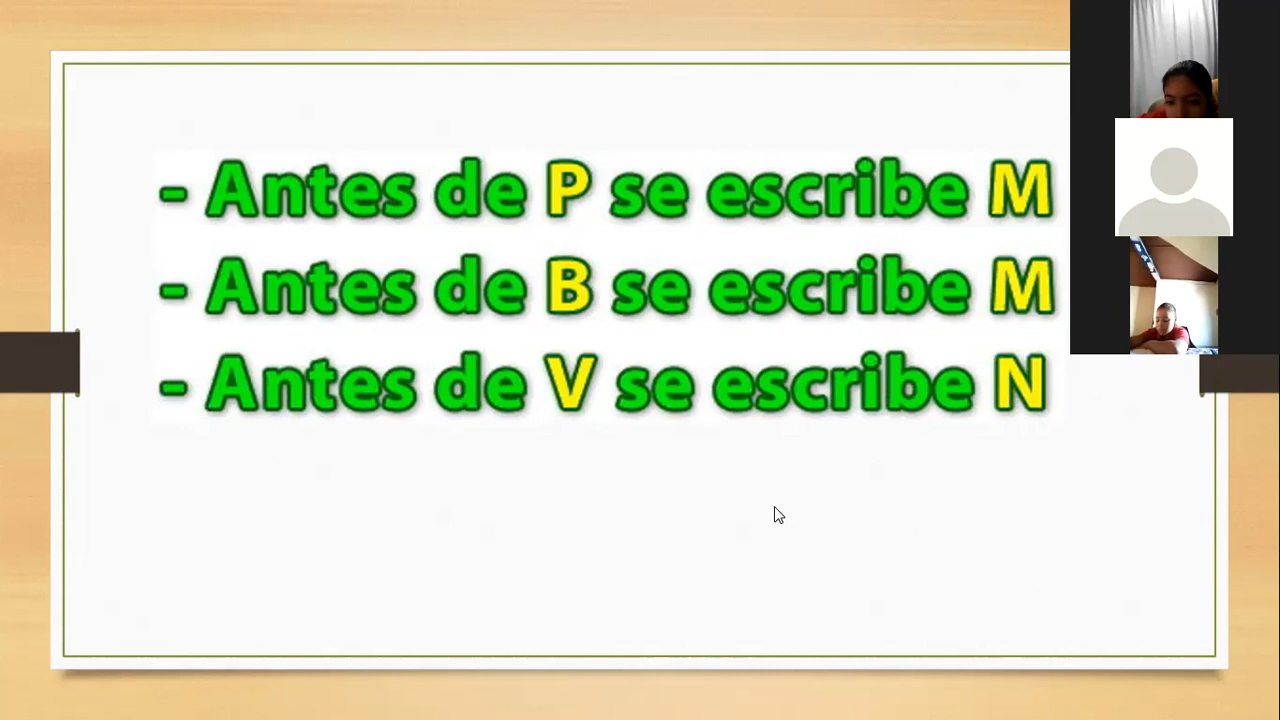 - Antes de P se escribe M
- Antes de B se escribe M
- Antes de V se escribe N